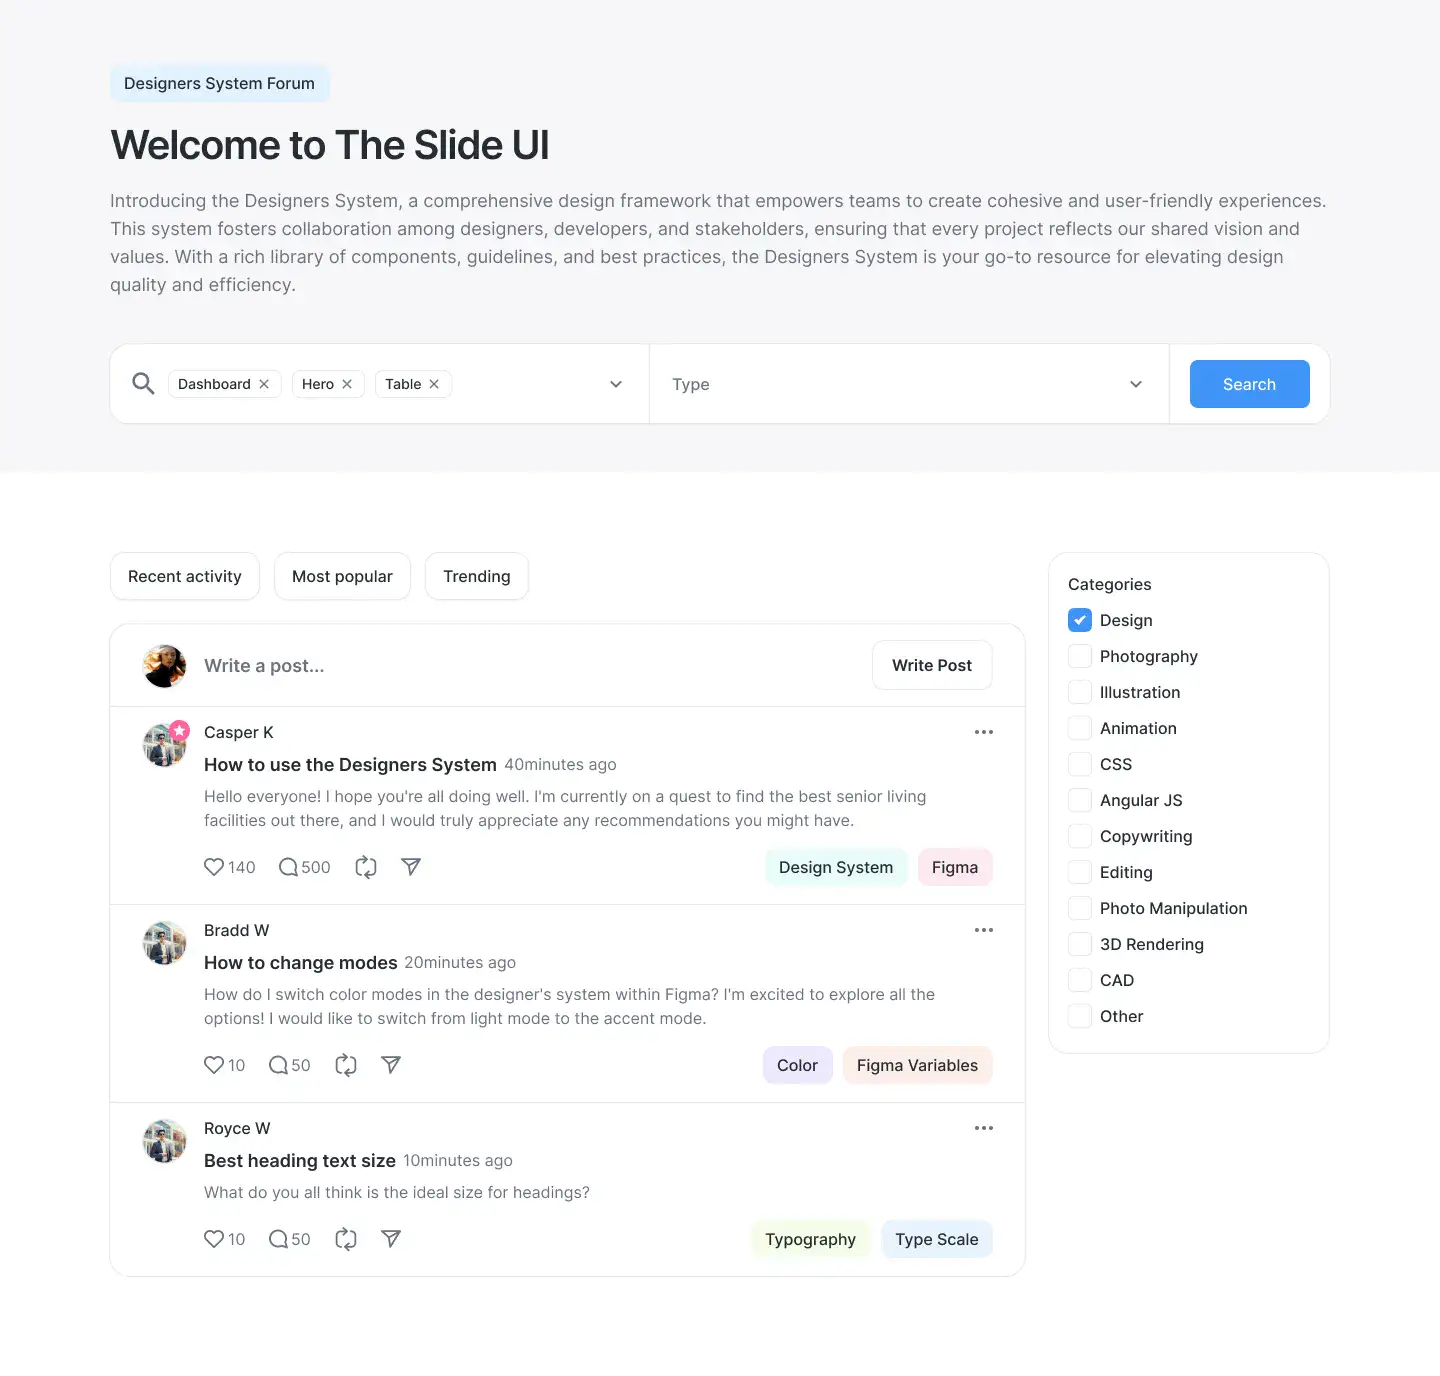 Designers System Forum
Welcome to The Slide UI
Introducing the Designers System, a comprehensive design framework that empowers teams to create cohesive and user-friendly experiences.
This system fosters collaboration among designers, developers, and stakeholders, ensuring that every project reflects our shared vision and
values. With a rich library of components, guidelines, and best practices, the Designers System is your go-to resource for elevating design
quality and efficiency.
Dashboard
Hero
Table
Type
Search
Recent activity
Most popular
Trending
Write a post...
Write Post
Casper K
How to use the Designers System 40minutes ago
Hello everyone! I hope you're all doing well. I'm currently on a quest to find the best senior living
facilities out there, and I would truly appreciate any recommendations you might have.
140
500
Design System
Figma
Bradd W
How to change modes 20minutes ago
How do I switch color modes in the designer's system within Figma? I'm excited to explore all the
options! I would like to switch from light mode to the accent mode.
10
50
Color
Figma Variables
Royce W
Best heading text size 10minutes ago
What do you all think is the ideal size for headings?
10
50
Typography
Type Scale
Categories
Design
Photography
Illustration
Animation
CSS
Angular JS
Copywriting
Editing
Photo Manipulation
3D Rendering
CAD
Other